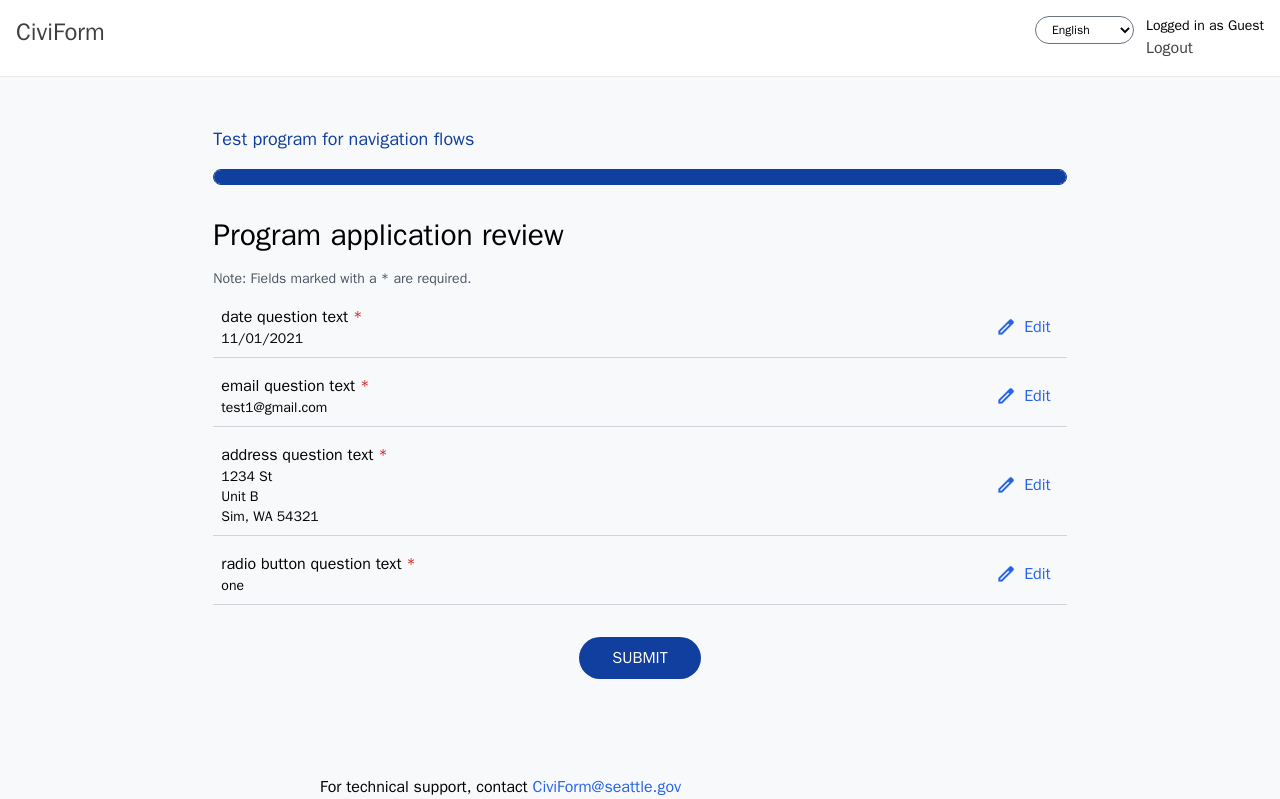 CiviForm
English
Logged in as Guest
Logout
Test program for navigation flows
Program application review
Note: Fields marked with a * are required.
date question text *
11/01/2021
Edit
email question text *
test1@gmail.com
Edit
address question text *
1234 St
Unit B
Sim, WA 54321
Edit
radio button question text *
one
Edit
SUBMIT
For technical support, contact CiviForm@seattle.gov